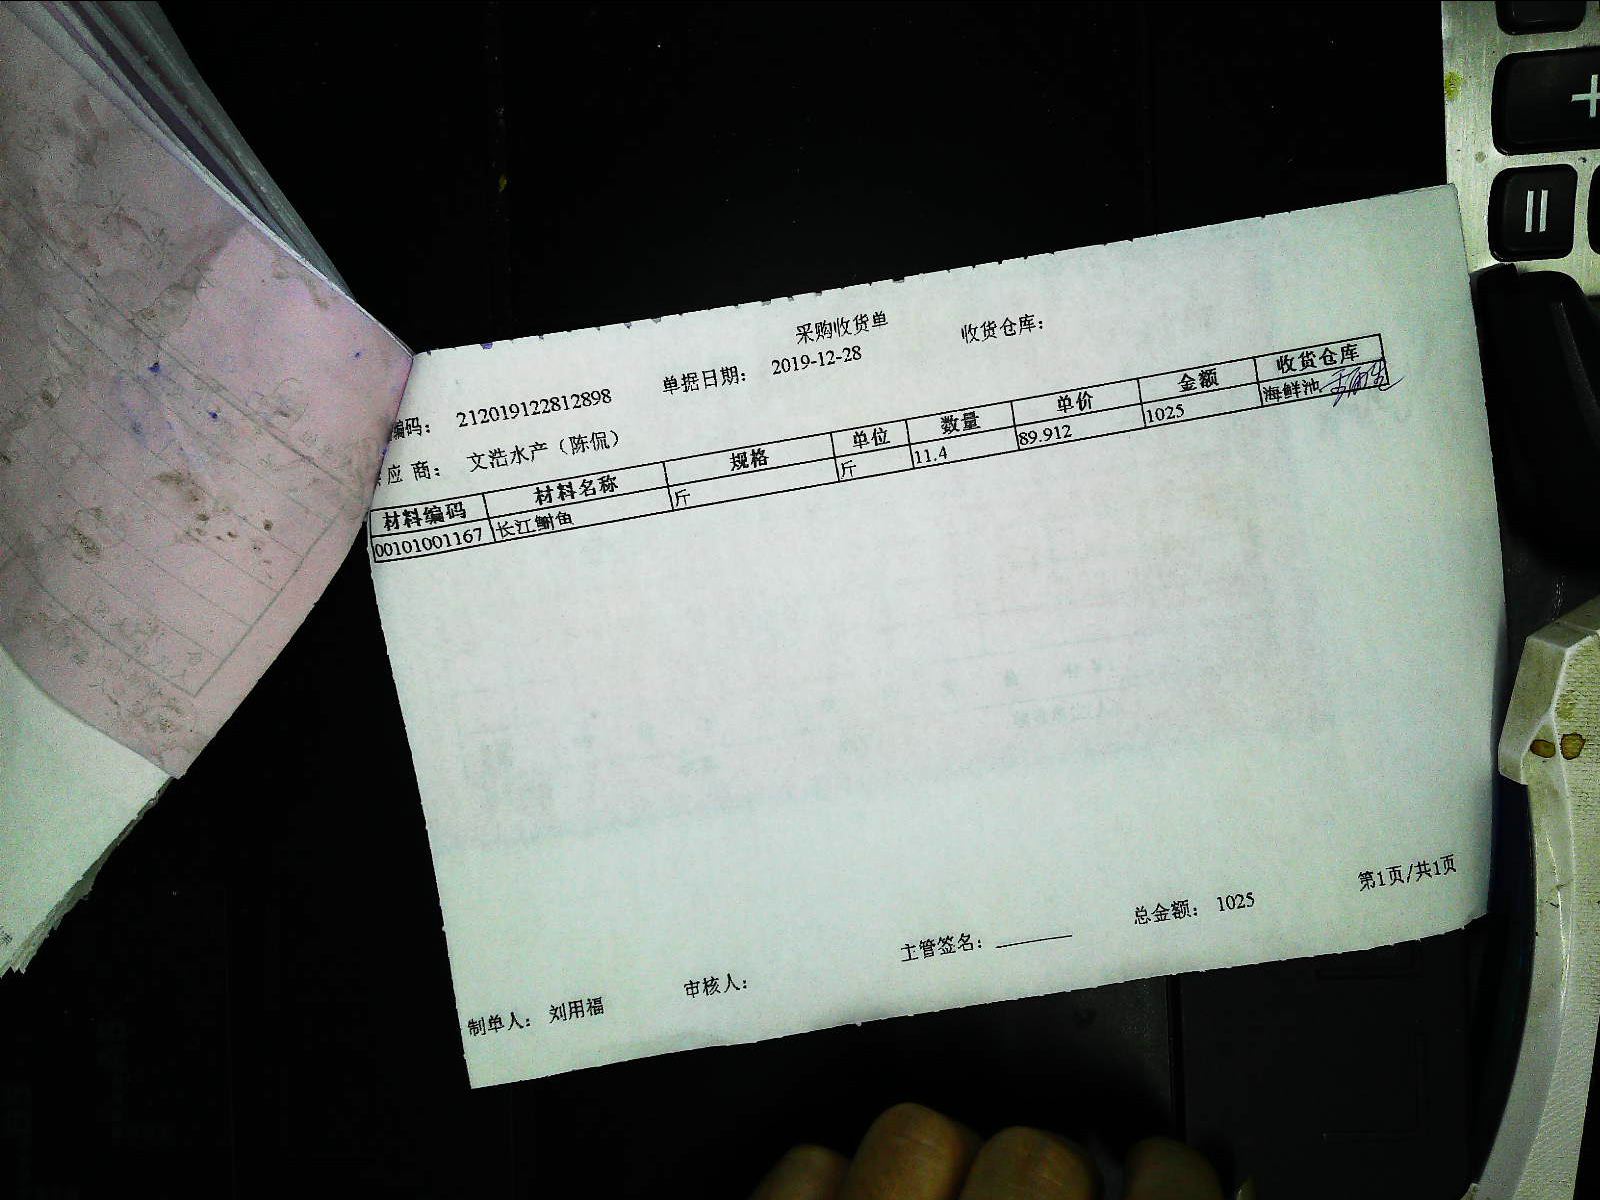 采购收货单
编码： 212019122812898 单据日期： 2019-12-28 收货仓库：
应 商： 文浩水产（陈侃）
材料编码 材料名称 规格 单位 数量 单价 金额 收货仓库
00101001167 长江鲥鱼 斤 斤 11.4 89.912 1025 海鲜池
制单人： 刘用福 审核人： 主管签名： 总金额： 1025 第1页/共1页
+
=